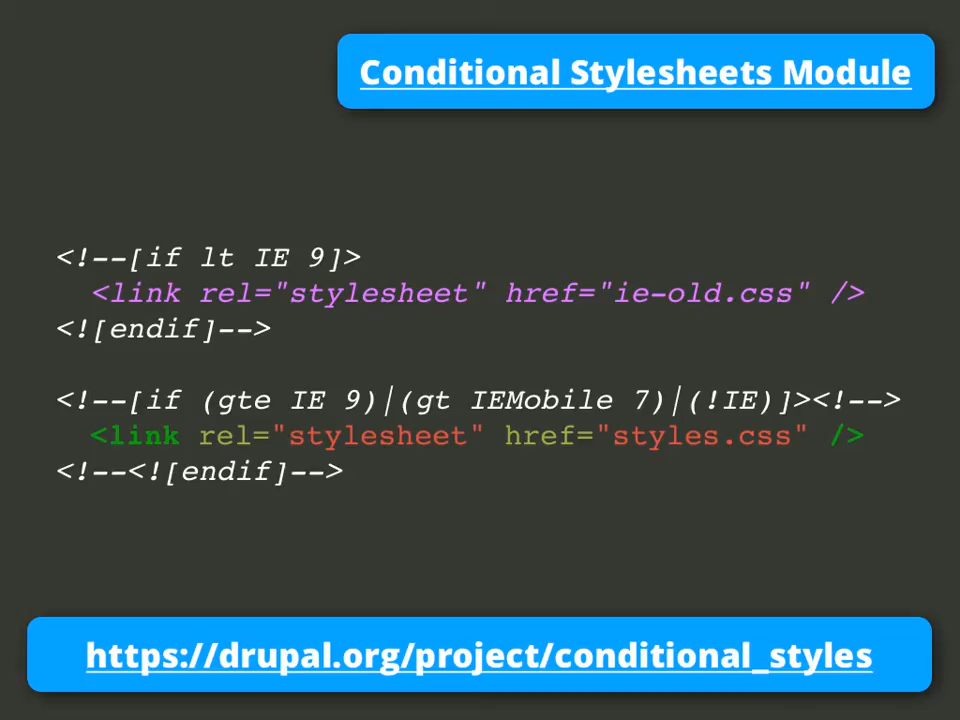 Conditional Stylesheets Module
<!--[if lt IE 9]>
<link rel="stylesheet" href="ie-old.css" />
<![endif]-->
<!--[if (gte IE 9)|(gt IEMobile 7)|(!IE)]><!-->
<link rel="stylesheet" href="styles.css" />
<!--<![endif]-->
https://drupal.org/project/conditional_styles